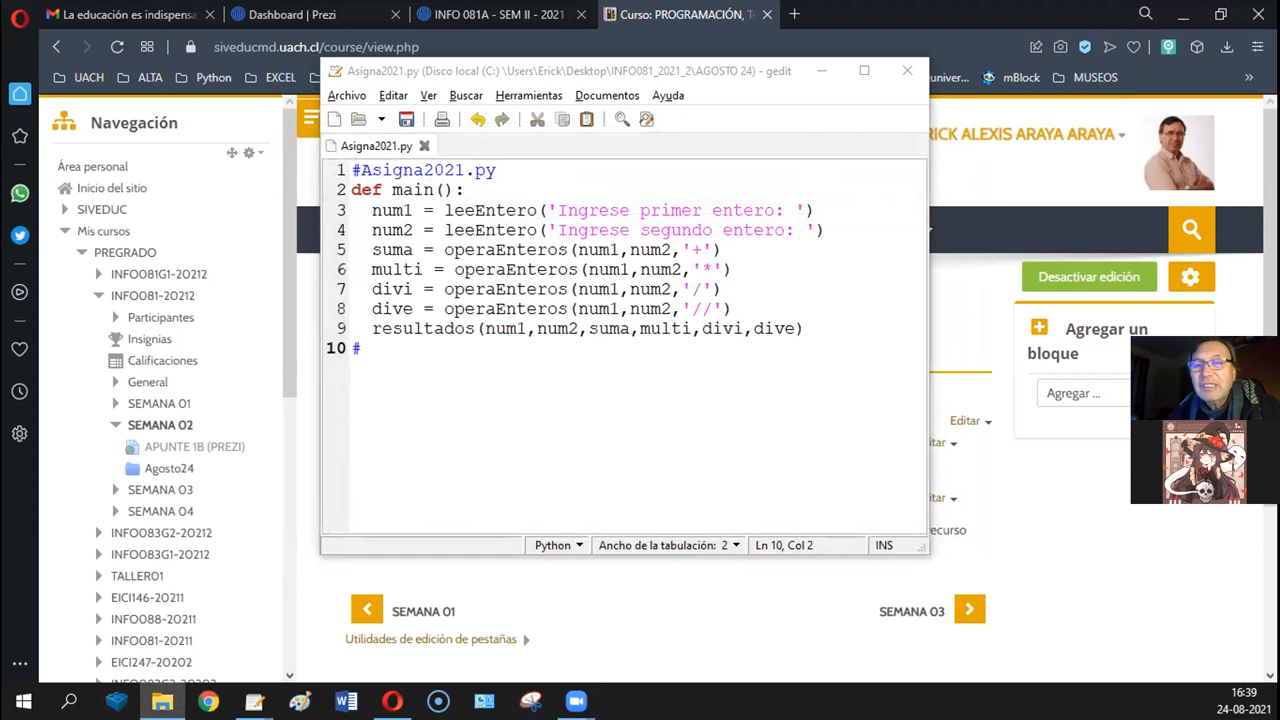 La educación es indispensa
Dashboard | Prezi
INFO 081A - SEM II - 2021
Curso: PROGRAMACIÓN, T
siveducmd.uach.cl/course/view.php
UACH
ALTA
Python
EXCEL
univer...
mBlock
MUSEOS
Asigna2021.py (Disco local (C:) \Users\Erick\Desktop\INFO081_2021_2\AGOSTO 24) - gedit
Archivo Editar Ver Buscar Herramientas Documentos Ayuda
Asigna2021.py
1 #Asigna2021.py
2 def main():
3 num1 = leeEntero('Ingrese primer entero: ')
4 num2 = leeEntero('Ingrese segundo entero: ')
5 suma = operaEnteros(num1,num2,'+')
6 multi = operaEnteros(num1,num2,'*')
7 divi = operaEnteros(num1,num2,'/')
8 dive = operaEnteros(num1,num2,'//')
9 resultados(num1,num2,suma,multi,divi,dive)
10 #
Python Ancho de la tabulación: 2 Ln 10, Col 2 INS
Navegación
Área personal
Inicio del sitio
SIVEDUC
Mis cursos
PREGRADO
INFO081G1-20212
INFO081-20212
Participantes
Insignias
Calificaciones
General
SEMANA 01
SEMANA 02
APUNTE 1B (PREZI)
Agosto24
SEMANA 03
SEMANA 04
INFO083G2-20212
INFO083G1-20212
TALLER01
EICI146-20211
INFO088-20211
INFO081-20211
EICI247-20202
RICK ALEXIS ARAYA ARAYA
Desactivar edición
Agregar un
bloque
Agregar ...
Editar
itar
itar
recurso
SEMANA 01
SEMANA 03
Utilidades de edición de pestañas
16:39
24-08-2021